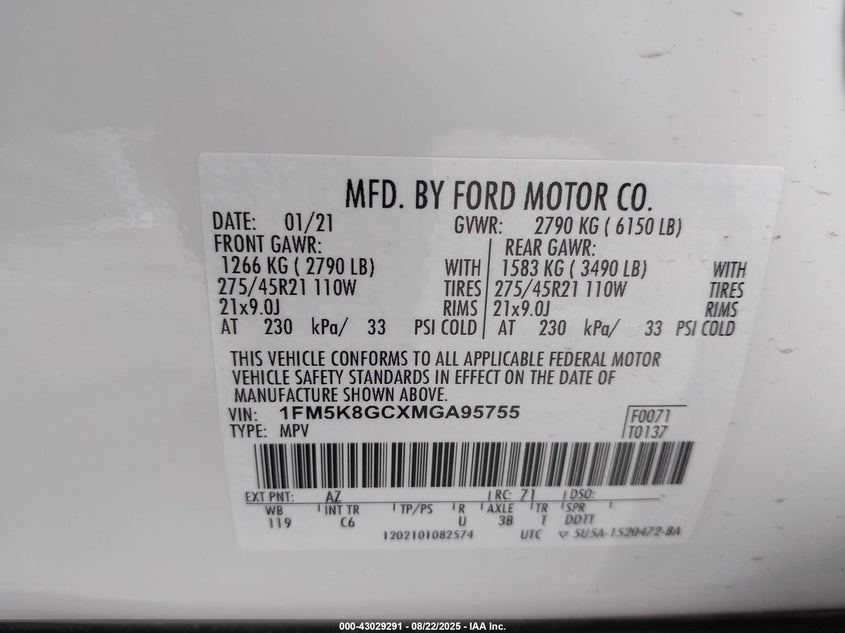 MFD. BY FORD MOTOR CO.
DATE: 01/21 GVWR: 2790 KG ( 6150 LB)
FRONT GAWR: REAR GAWR:
1266 KG ( 2790 LB) WITH 1583 KG ( 3490 LB) WITH
275/45R21 110W TIRES 275/45R21 110W TIRES
21x9.0J RIMS 21x9.0J RIMS
AT 230 kPa/ 33 PSI COLD AT 230 kPa/ 33 PSI COLD
THIS VEHICLE CONFORMS TO ALL APPLICABLE FEDERAL MOTOR
VEHICLE SAFETY STANDARDS IN EFFECT ON THE DATE OF
MANUFACTURE SHOWN ABOVE.
VIN: 1FM5K8GCXMGA95755 F0071
TYPE: MPV T0137
EXT PNT: AZ RC: 71 DSO:
WB INT TR TP/PS R AXLE TR SPR
119 C6 U 3B T DDTT
1202101082574 UTC ▽ 5U5A-1520472-BA
000-43029291 - 08/22/2025 - IAA Inc.